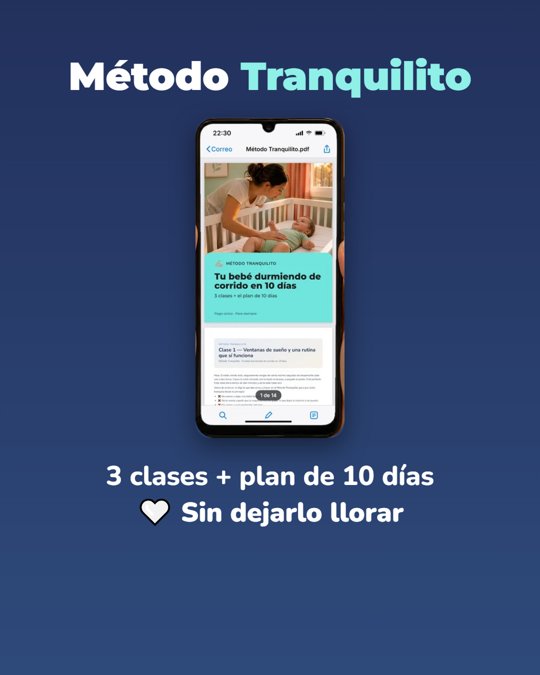 Método Tranquilito
22:30
Correo
Método Tranquilito.pdf
MÉTODO TRANQUILITO
Tu bebé durmiendo de
corrido en 10 días
3 clases + el plan de 10 días
Clase 1 — Ventanas de sueño y una rutina
que sí funciona
1 de 14
3 clases + plan de 10 días
🤍 Sin dejarlo llorar